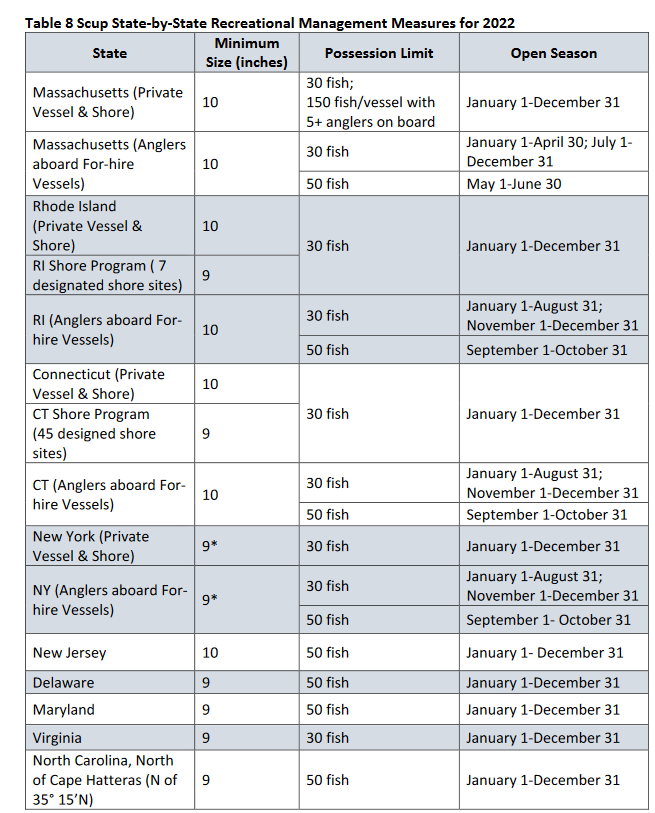 Table 8 Scup State-by-State Recreational Management Measures for 2022
State
Minimum
Size (inches)
Possession Limit
Open Season
Massachusetts (Private
Vessel & Shore)
10
30 fish;
150 fish/vessel with
5+ anglers on board
January 1-December 31
Massachusetts (Anglers
aboard For-hire
Vessels)
10
30 fish
January 1-April 30; July 1-
December 31
50 fish
May 1-June 30
Rhode Island
(Private Vessel &
Shore)
10
30 fish
January 1-December 31
RI Shore Program ( 7
designated shore sites)
9
RI (Anglers aboard For-
hire Vessels)
10
30 fish
January 1-August 31;
November 1-December 31
50 fish
September 1-October 31
Connecticut (Private
Vessel & Shore)
10
30 fish
January 1-December 31
CT Shore Program
(45 designed shore
sites)
9
CT (Anglers aboard For-
hire Vessels)
10
30 fish
January 1-August 31;
November 1-December 31
50 fish
September 1-October 31
New York (Private
Vessel & Shore)
9*
30 fish
January 1-December 31
NY (Anglers aboard For-
hire Vessels)
9*
30 fish
January 1-August 31;
November 1-December 31
50 fish
September 1- October 31
New Jersey
10
50 fish
January 1- December 31
Delaware
9
50 fish
January 1-December 31
Maryland
9
50 fish
January 1-December 31
Virginia
9
30 fish
January 1-December 31
North Carolina, North
of Cape Hatteras (N of
35° 15’N)
9
50 fish
January 1-December 31